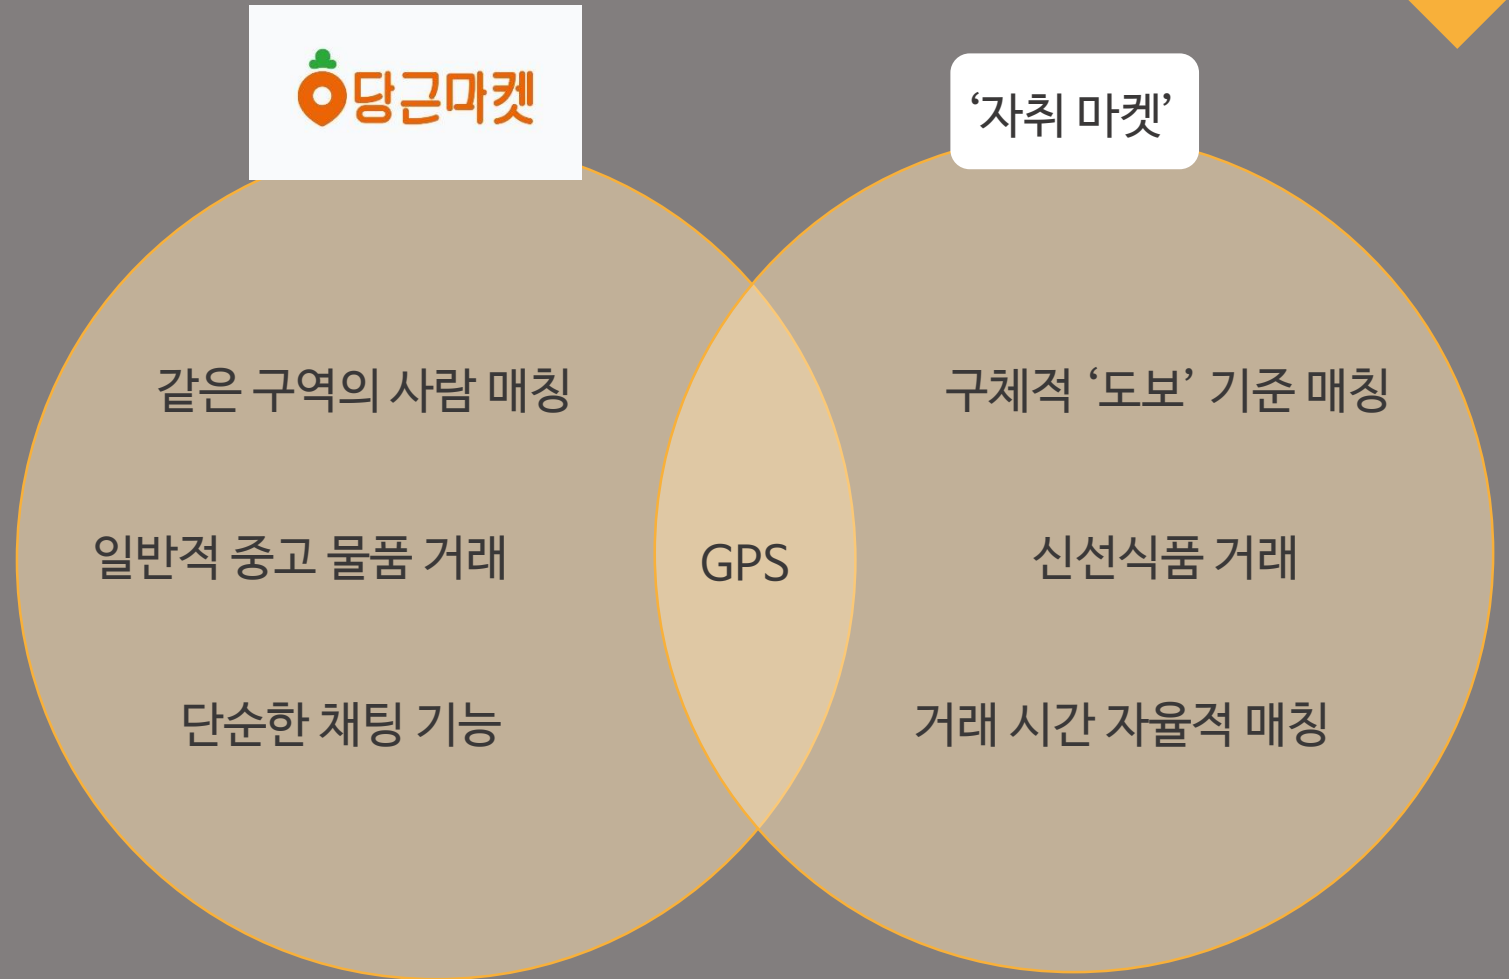 당근마켓
‘자취 마켓’
같은 구역의 사람 매칭
일반적 중고 물품 거래
단순한 채팅 기능
GPS
구체적 ‘도보’ 기준 매칭
신선식품 거래
거래 시간 자율적 매칭